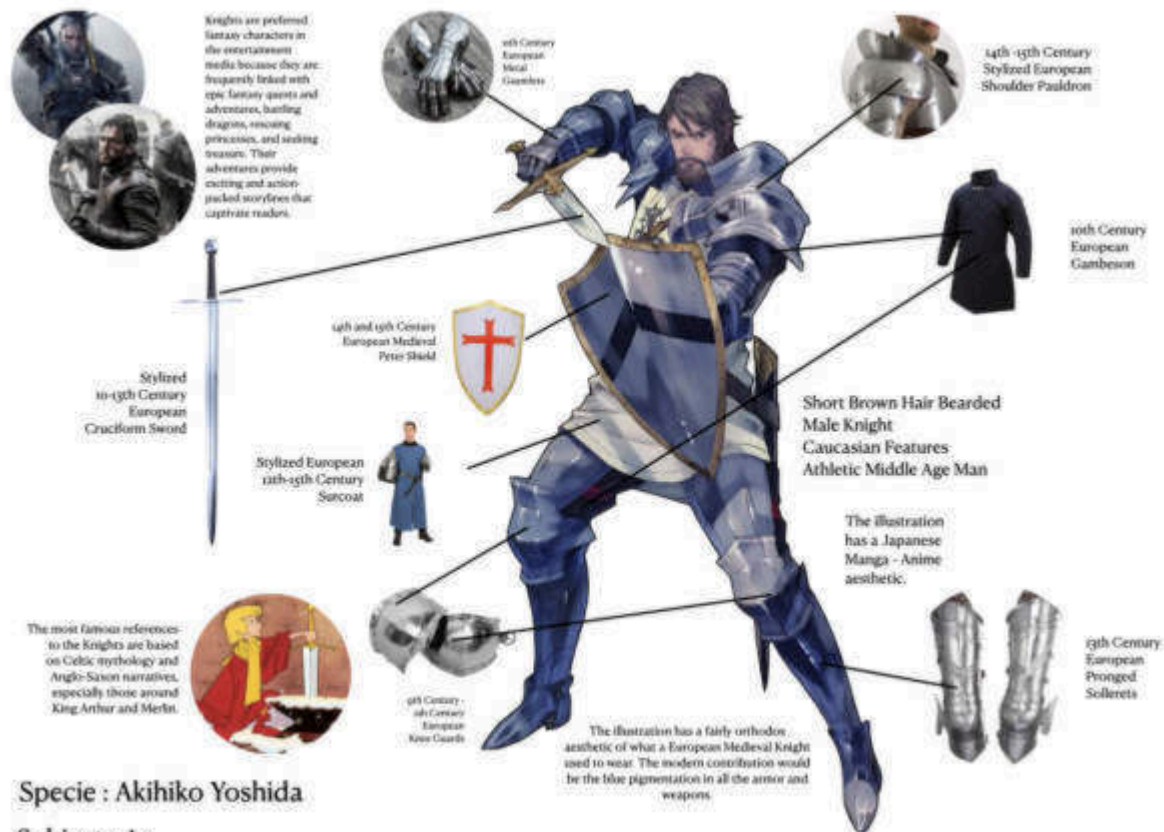 Knights are preferred
fantasy characters in
the entertainment
media because they are
frequently linked with
epic fantasy quests and
adventures, battling
dragons, rescuing
princesses, and seeking
treasure. Their
adventures provide
exciting and action-
packed storylines that
captivate readers.
Century
European
Metal
Gauntlets
14th -15th Century
Stylized European
Shoulder Pauldron
10th Century
European
Gambeson
14th and 15th Century
European Medieval
Peter Shield
Stylized
10-15th Century
European
Cruciform Sword
Stylized European
12th-15th Century
Surcoat
Short Brown Hair Bearded
Male Knight
Caucasian Features
Athletic Middle Age Man
The illustration
has a Japanese
Manga - Anime
aesthetic.
The most famous references
to the Knights are based
on Celtic mythology and
Anglo-Saxon narratives,
especially those around
King Arthur and Merlin.
Century -
Century
European
Knee Guards
13th Century
European
Pronged
Sollerets
The illustration has a fairly orthodox
aesthetic of what a European Medieval Knight
used to wear. The modern contribution would
be the blue pigmentation in all the armor and
weapons.
Specie : Akihiko Yoshida